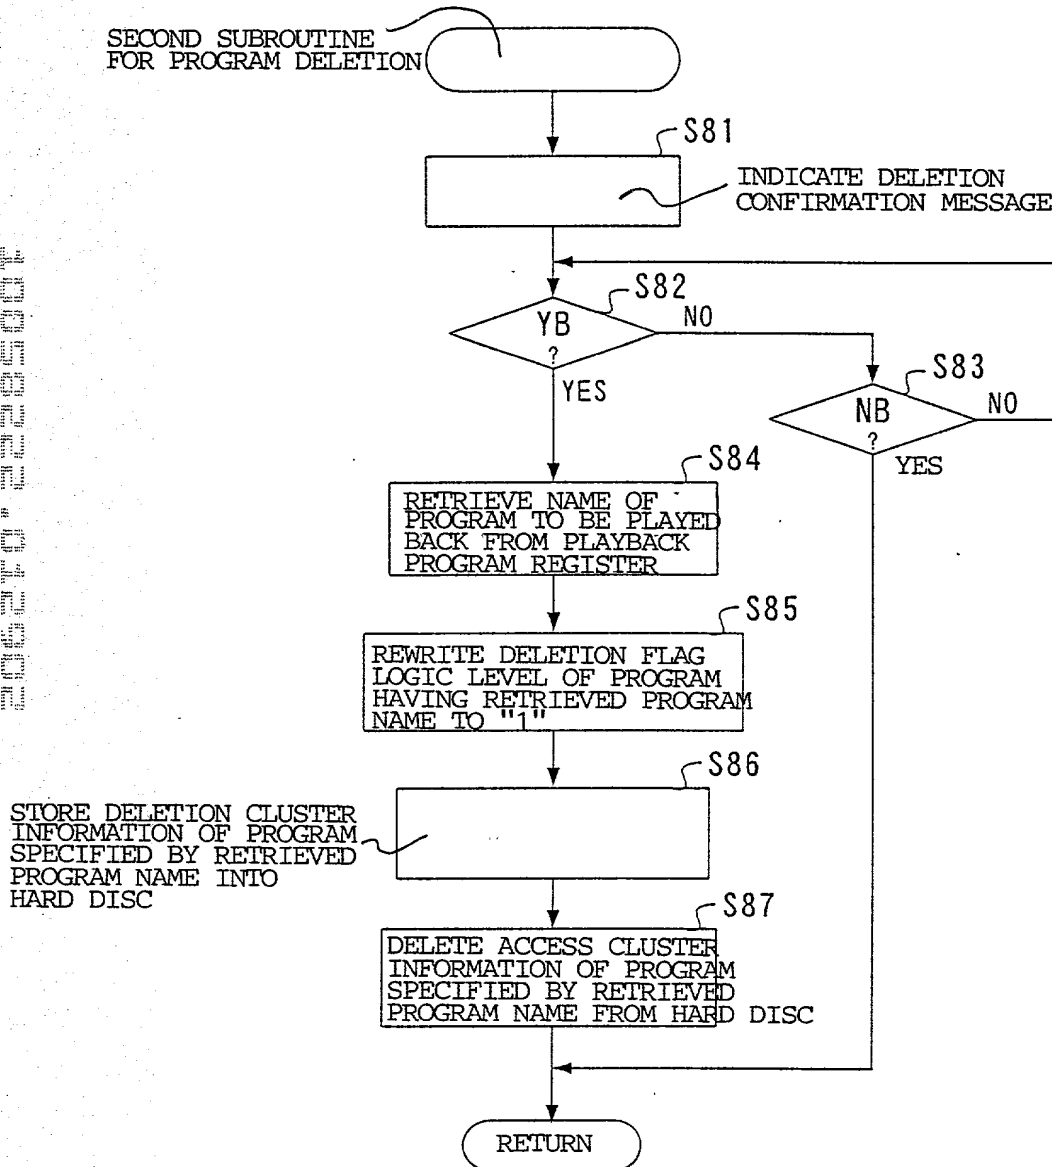 SECOND SUBROUTINE
FOR PROGRAM DELETION
S81
INDICATE DELETION
CONFIRMATION MESSAGE
S82
YB
?
NO
YES
S83
NB
?
NO
YES
S84
RETRIEVE NAME OF
PROGRAM TO BE PLAYED
BACK FROM PLAYBACK
PROGRAM REGISTER
S85
REWRITE DELETION FLAG
LOGIC LEVEL OF PROGRAM
HAVING RETRIEVED PROGRAM
NAME TO "1"
S86
STORE DELETION CLUSTER
INFORMATION OF PROGRAM
SPECIFIED BY RETRIEVED
PROGRAM NAME INTO
HARD DISC
S87
DELETE ACCESS CLUSTER
INFORMATION OF PROGRAM
SPECIFIED BY RETRIEVED
PROGRAM NAME FROM HARD DISC
RETURN
10058222.012902